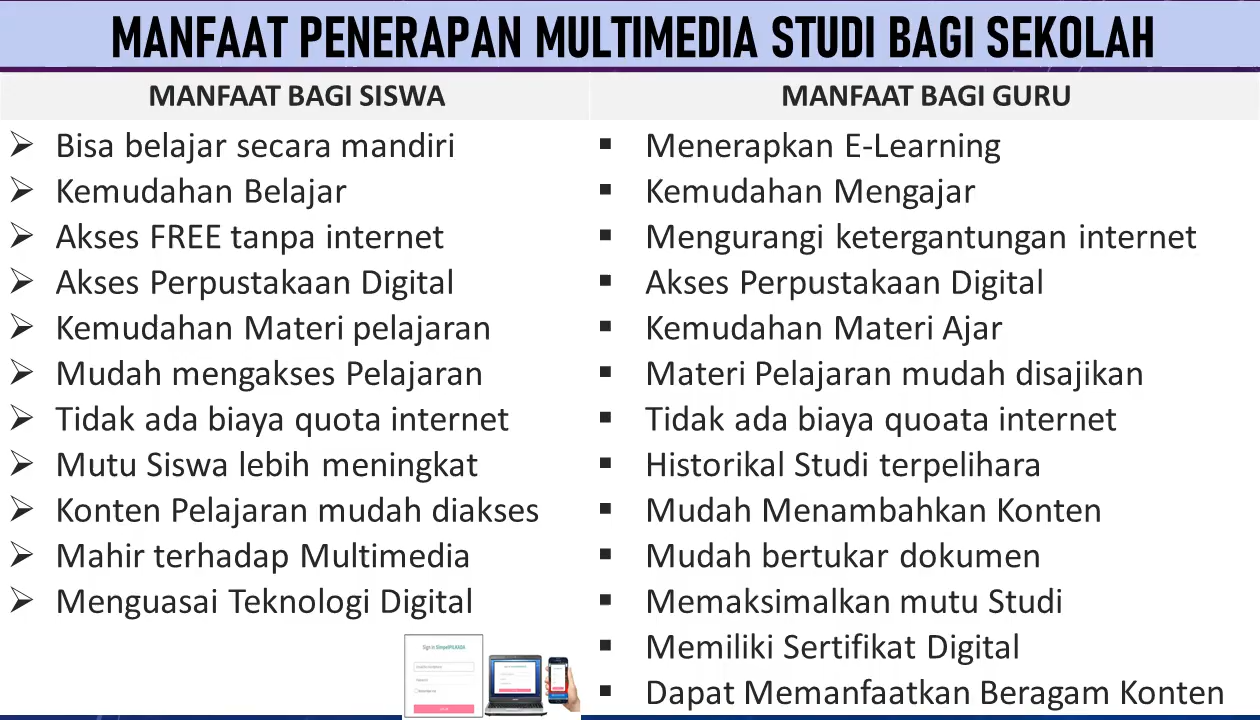 MANFAAT PENERAPAN MULTIMEDIA STUDI BAGI SEKOLAH
MANFAAT BAGI SISWA
Bisa belajar secara mandiri
Kemudahan Belajar
Akses FREE tanpa internet
Akses Perpustakaan Digital
Kemudahan Materi pelajaran
Mudah mengakses Pelajaran
Tidak ada biaya quota internet
Mutu Siswa lebih meningkat
Konten Pelajaran mudah diakses
Mahir terhadap Multimedia
Menguasai Teknologi Digital
MANFAAT BAGI GURU
Menerapkan E-Learning
Kemudahan Mengajar
Mengurangi ketergantungan internet
Akses Perpustakaan Digital
Kemudahan Materi Ajar
Materi Pelajaran mudah disajikan
Tidak ada biaya quoata internet
Historikal Studi terpelihara
Mudah Menambahkan Konten
Mudah bertukar dokumen
Memaksimalkan mutu Studi
Memiliki Sertifikat Digital
Dapat Memanfaatkan Beragam Konten
Sign in